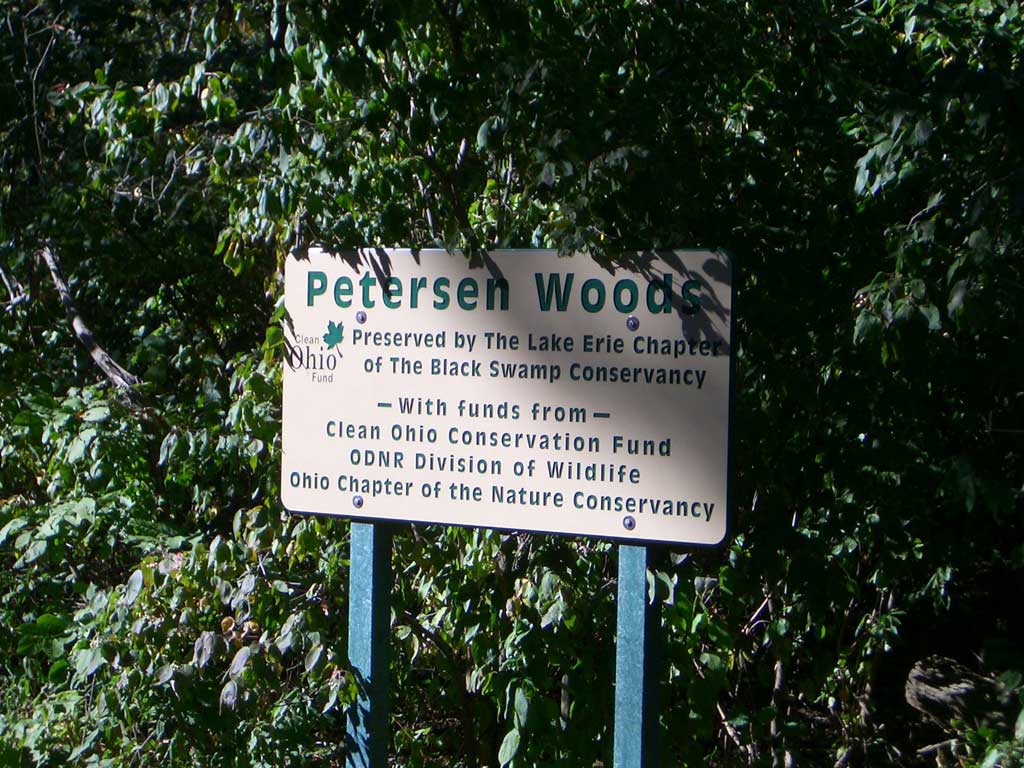 Petersen Woods
Clean
Ohio
Fund
Preserved by The Lake Erie Chapter
of The Black Swamp Conservancy
– With funds from –
Clean Ohio Conservation Fund
ODNR Division of Wildlife
Ohio Chapter of the Nature Conservancy